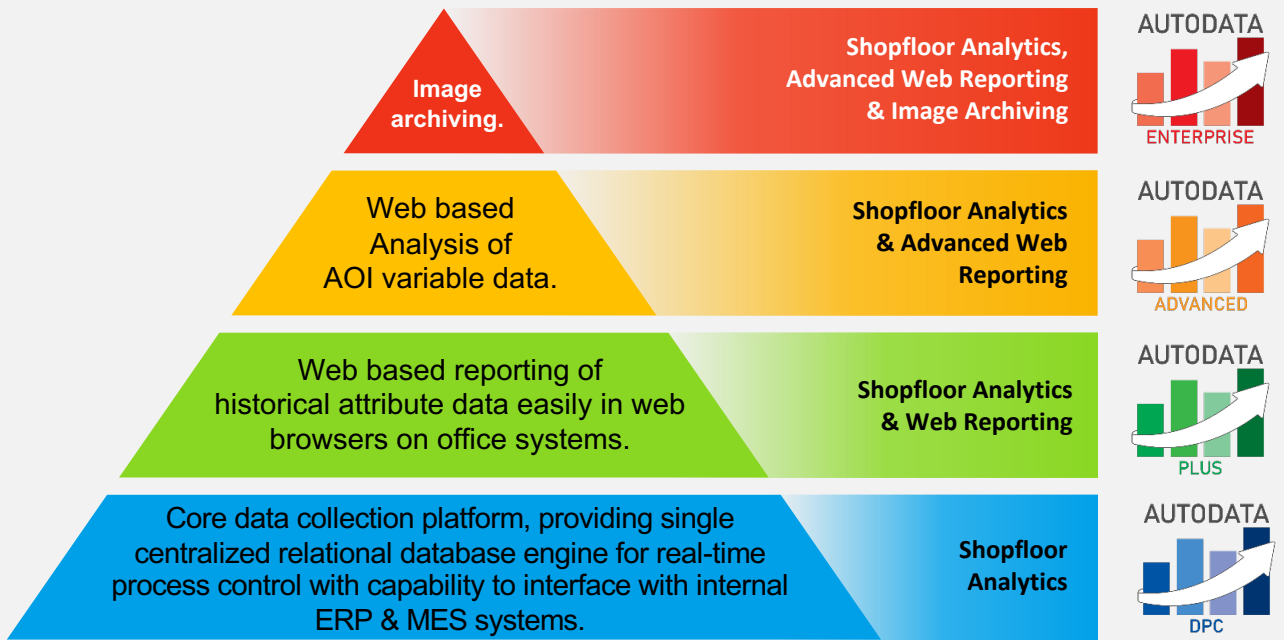 Image
archiving.
Shopfloor Analytics,
Advanced Web Reporting
& Image Archiving
AUTODATA
ENTERPRISE
Web based
Analysis of
AOI variable data.
Shopfloor Analytics
& Advanced Web
Reporting
AUTODATA
ADVANCED
Web based reporting of
historical attribute data easily in web
browsers on office systems.
Shopfloor Analytics
& Web Reporting
AUTODATA
PLUS
Core data collection platform, providing single
centralized relational database engine for real-time
process control with capability to interface with internal
ERP & MES systems.
Shopfloor
Analytics
AUTODATA
DPC